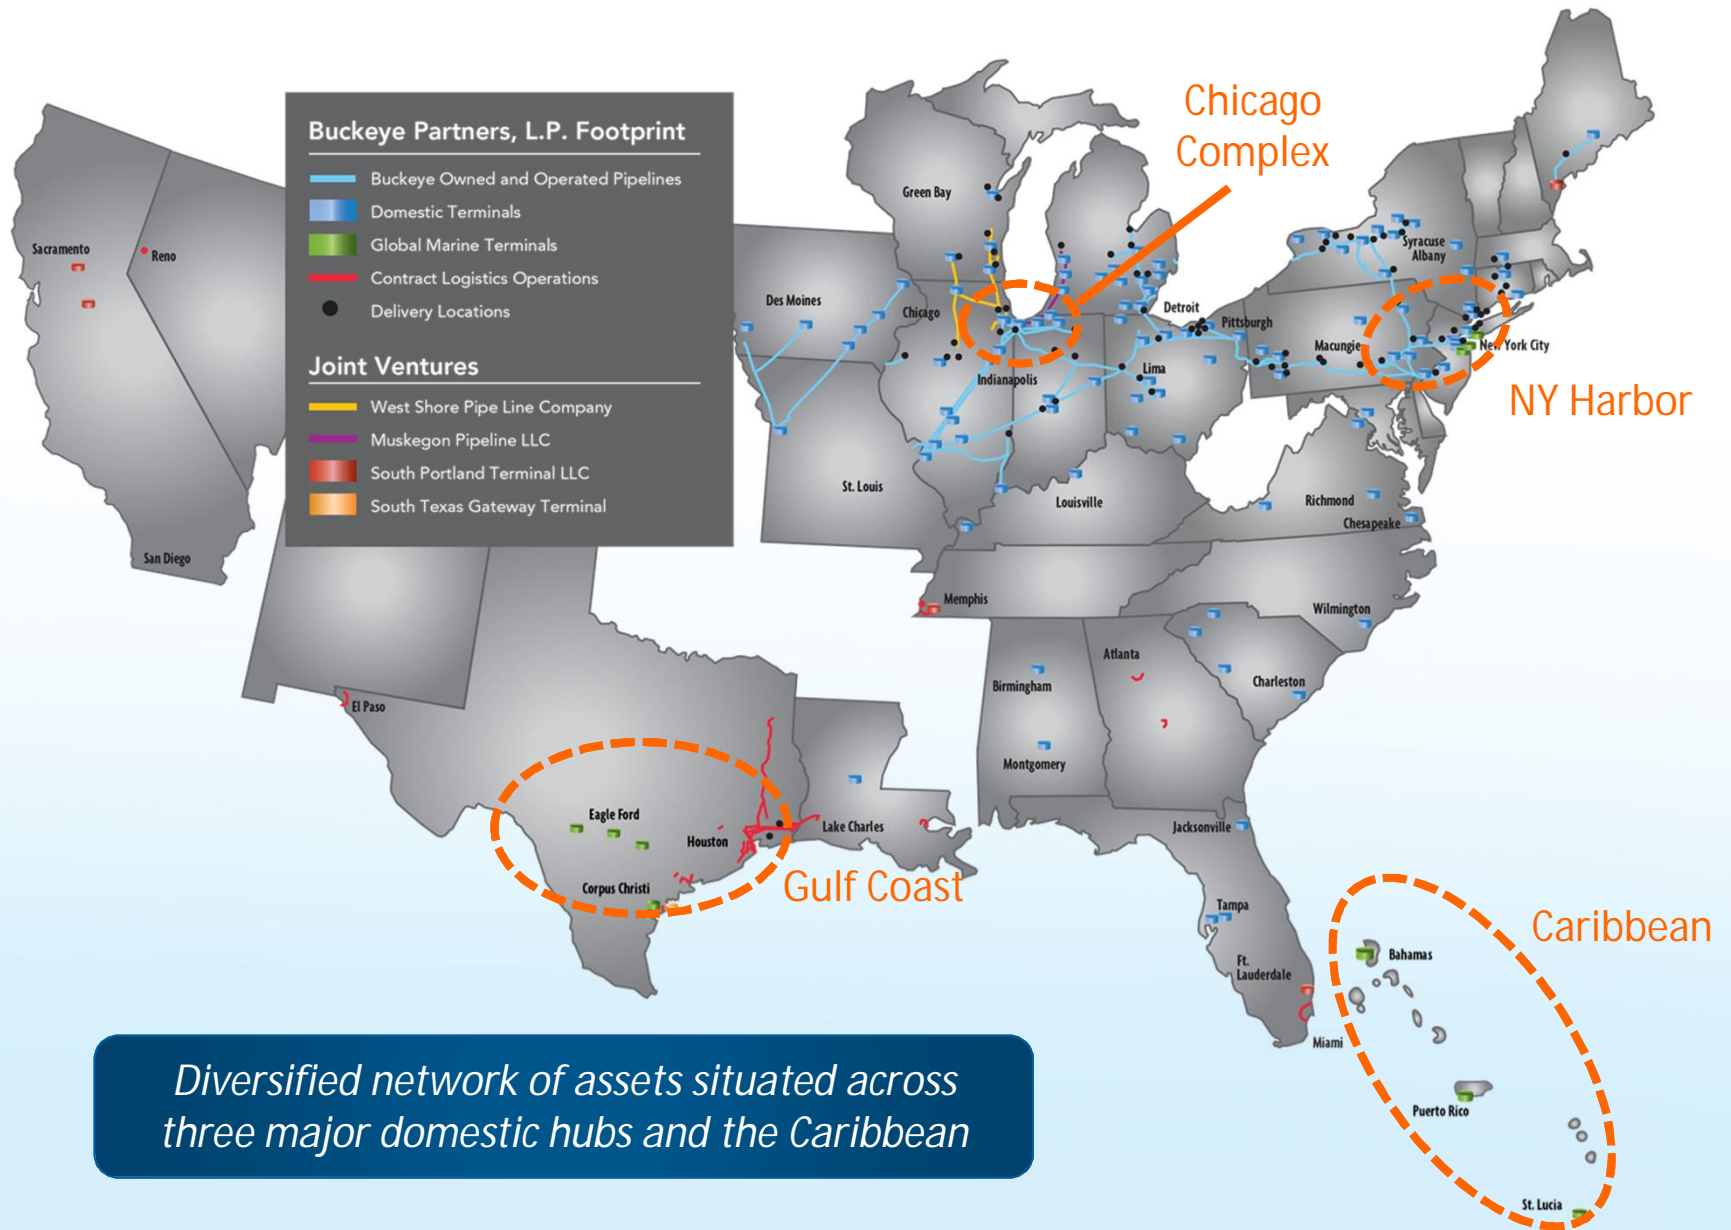 Chicago
Complex
Buckeye Partners, L.P. Footprint
Buckeye Owned and Operated Pipelines
Domestic Terminals
Global Marine Terminals
Contract Logistics Operations
Delivery Locations
Joint Ventures
West Shore Pipe Line Company
Muskegon Pipeline LLC
South Portland Terminal LLC
South Texas Gateway Terminal
Sacramento
Reno
San Diego
Green Bay
Des Moines
Chicago
Detroit
Syracuse
Albany
Pittsburgh
Macungie
New York City
NY Harbor
Indianapolis
Lima
St. Louis
Louisville
Richmond
Chesapeake
Memphis
Wilmington
Atlanta
Birmingham
Charleston
El Paso
Montgomery
Eagle Ford
Houston
Lake Charles
Jacksonville
Corpus Christi
Gulf Coast
Tampa
Ft.
Lauderdale
Miami
Caribbean
Bahamas
Puerto Rico
St. Lucia
Diversified network of assets situated across
three major domestic hubs and the Caribbean